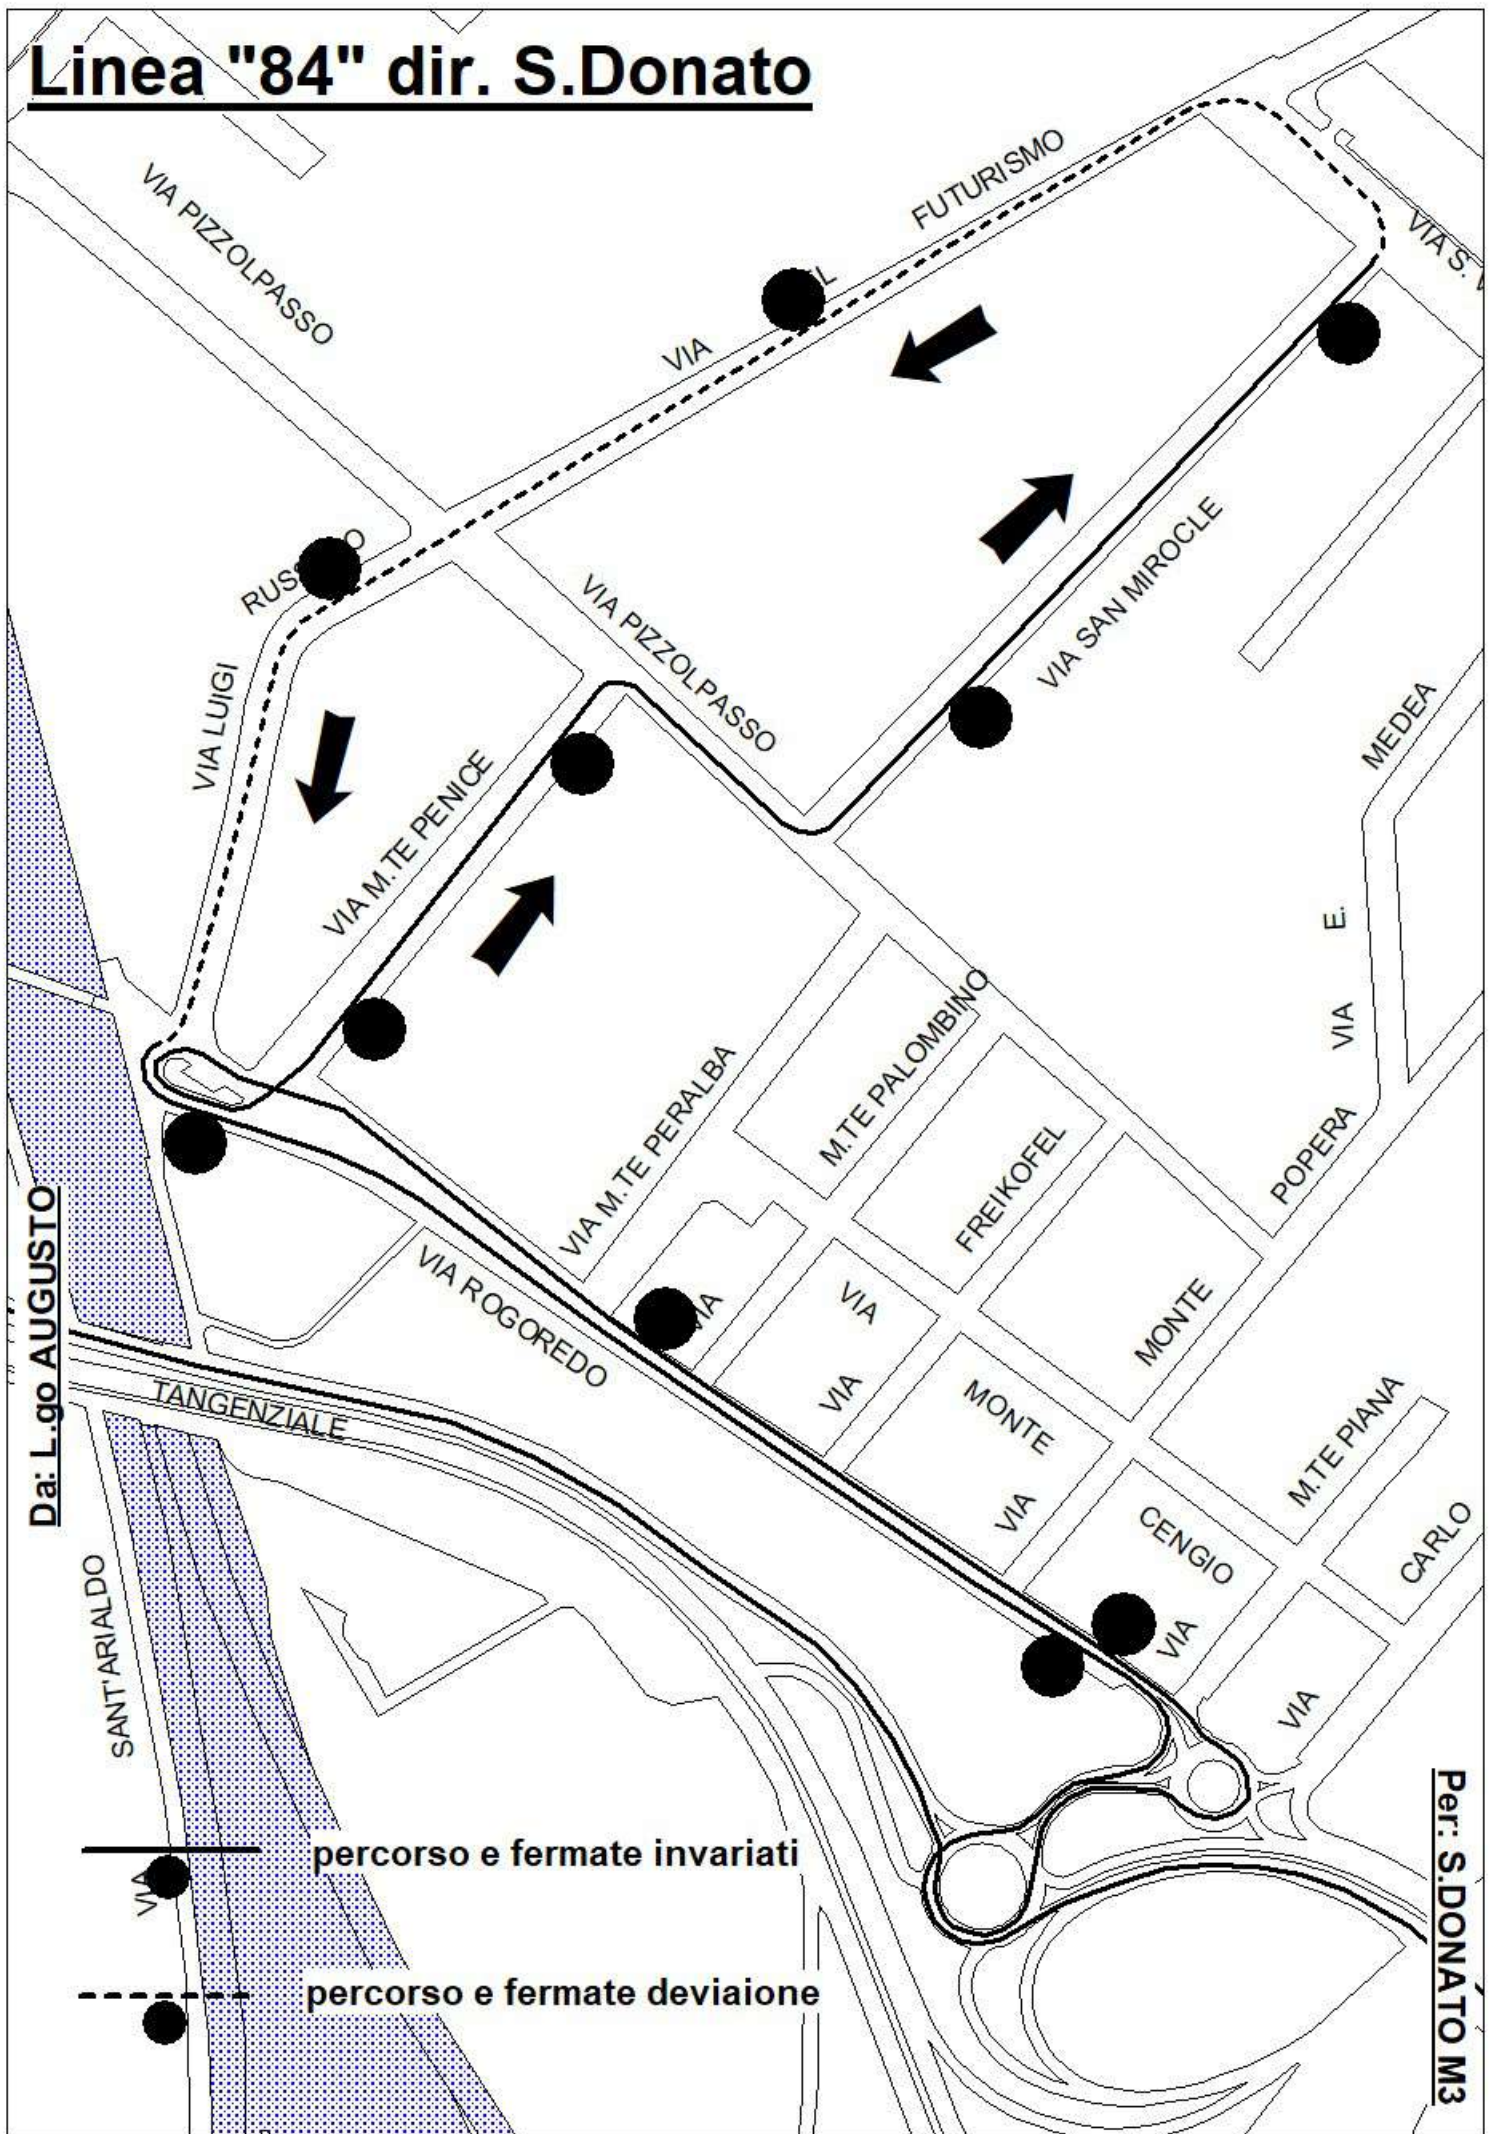 Linea "84" dir. S.Donato
VIA PIZZOLPASSO
FUTURISMO
VIA S.
VIA
VIA PIZZOLPASSO
VIA SAN MIROCLE
VIA LUIGI
VIA M.TE PENICE
MEDEA
E.
VIA
VIA M.TE PERALBA
M.TE PALOMBINO
FREIKOFEL
POPERA
Da: L.go AUGUSTO
VIA ROGOREDO
VIA
VIA
MONTE
TANGENZIALE
VIA
MONTE
M.TE PIANA
VIA
CENGIO
CARLO
SANT'ARIALDO
VIA
VIA
Per: S.DONATO M3
percorso e fermate invariati
VIA
percorso e fermate deviaione